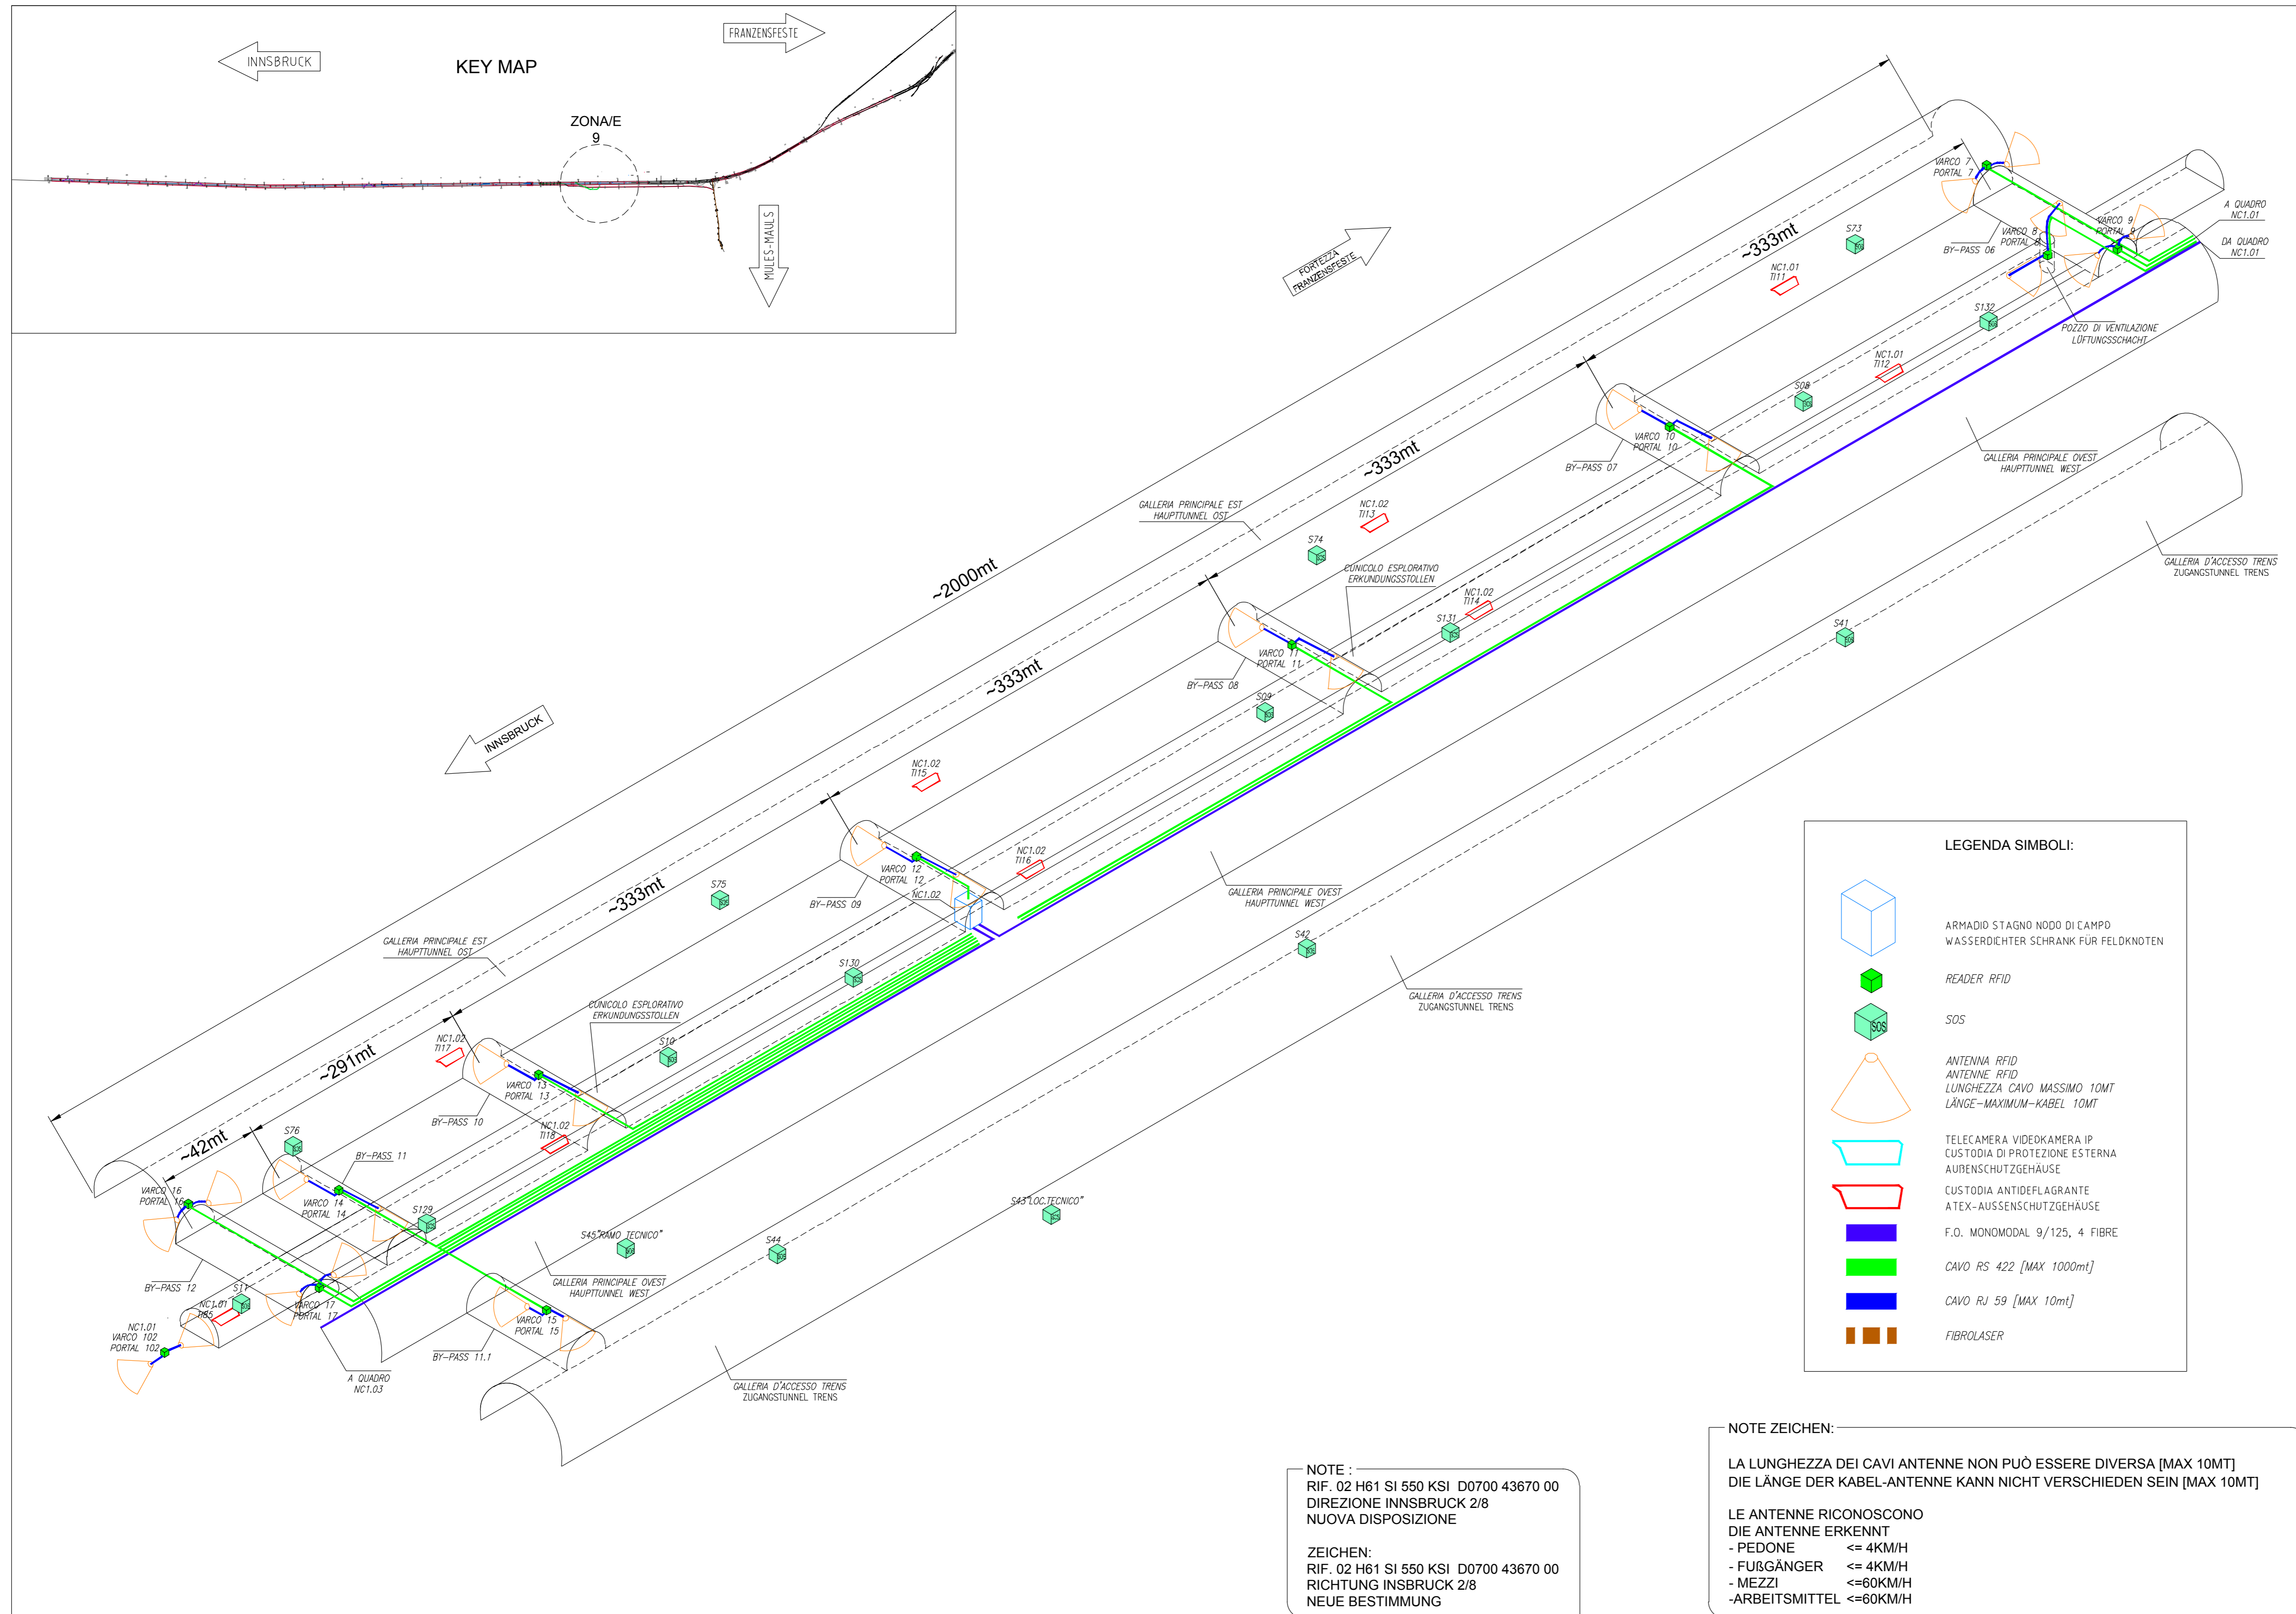 FRANZENSFESTE
INNSBRUCK
KEY MAP
ZONA/E
9
MULES-MAULS
FORTEZZA
FRANZENSFESTE
INNSBRUCK
VARCO 7
PORTAL 7
VARCO 8
PORTAL 8
VARCO 9
PORTAL 9
BY-PASS 06
A QUADRO
NC1.01
DA QUADRO
NC1.01
POZZO DI VENTILAZIONE
LÜFTUNGSSCHACHT
~333mt
S73
SOS
NC1.01
TI11
S132
SOS
NC1.01
TI12
S08
SOS
VARCO 10
PORTAL 10
BY-PASS 07
GALLERIA PRINCIPALE OVEST
HAUPTTUNNEL WEST
GALLERIA D'ACCESSO TRENS
ZUGANGSTUNNEL TRENS
~333mt
GALLERIA PRINCIPALE EST
HAUPTTUNNEL OST
NC1.02
TI13
S74
SOS
CUNICOLO ESPLORATIVO
ERKUNDUNGSSTOLLEN
NC1.02
TI14
S131
SOS
S41
SOS
~2000mt
VARCO 11
PORTAL 11
BY-PASS 08
S09
SOS
~333mt
NC1.02
TI15
NC1.02
TI16
VARCO 12
PORTAL 12
NC1.02
BY-PASS 09
S75
SOS
~333mt
GALLERIA PRINCIPALE OVEST
HAUPTTUNNEL WEST
GALLERIA PRINCIPALE EST
HAUPTTUNNEL OST
S42
SOS
S130
SOS
GALLERIA D'ACCESSO TRENS
ZUGANGSTUNNEL TRENS
CUNICOLO ESPLORATIVO
ERKUNDUNGSSTOLLEN
S10
SOS
NC1.02
TI17
~291mt
VARCO 13
PORTAL 13
BY-PASS 10
NC1.02
TI18
S76
SOS
~42mt
BY-PASS 11
VARCO 16
PORTAL 16
VARCO 14
PORTAL 14
S129
SOS
S43"LOC.TECNICO"
SOS
S45"RAMO TECNICO"
SOS
S44
SOS
BY-PASS 12
S11
SOS
NC1.01
VARCO 17
PORTAL 17
GALLERIA PRINCIPALE OVEST
HAUPTTUNNEL WEST
VARCO 15
PORTAL 15
BY-PASS 11.1
NC1.01
VARCO 102
PORTAL 102
A QUADRO
NC1.03
GALLERIA D'ACCESSO TRENS
ZUGANGSTUNNEL TRENS
LEGENDA SIMBOLI:
ARMADIO STAGNO NODO DI CAMPO
WASSERDICHTER SCHRANK FÜR FELDKNOTEN
READER RFID
SOS
SOS
ANTENNA RFID
ANTENNE RFID
LUNGHEZZA CAVO MASSIMO 10MT
LÄNGE-MAXIMUM-KABEL 10MT
TELECAMERA VIDEOKAMERA IP
CUSTODIA DI PROTEZIONE ESTERNA
AUßENSCHUTZGEHÄUSE
CUSTODIA ANTIDEFLAGRANTE
ATEX-AUSSENSCHUTZGEHÄUSE
F.O. MONOMODAL 9/125, 4 FIBRE
CAVO RS 422 [MAX 1000mt]
CAVO RJ 59 [MAX 10mt]
FIBROLASER
NOTE :
RIF. 02 H61 SI 550 KSI D0700 43670 00
DIREZIONE INNSBRUCK 2/8
NUOVA DISPOSIZIONE
ZEICHEN:
RIF. 02 H61 SI 550 KSI D0700 43670 00
RICHTUNG INSBRUCK 2/8
NEUE BESTIMMUNG
NOTE ZEICHEN:
LA LUNGHEZZA DEI CAVI ANTENNE NON PUÒ ESSERE DIVERSA [MAX 10MT]
DIE LÄNGE DER KABEL-ANTENNE KANN NICHT VERSCHIEDEN SEIN [MAX 10MT]
LE ANTENNE RICONOSCONO
DIE ANTENNE ERKENNT
- PEDONE <= 4KM/H
- FUßGÄNGER <= 4KM/H
- MEZZI <=60KM/H
-ARBEITSMITTEL <=60KM/H